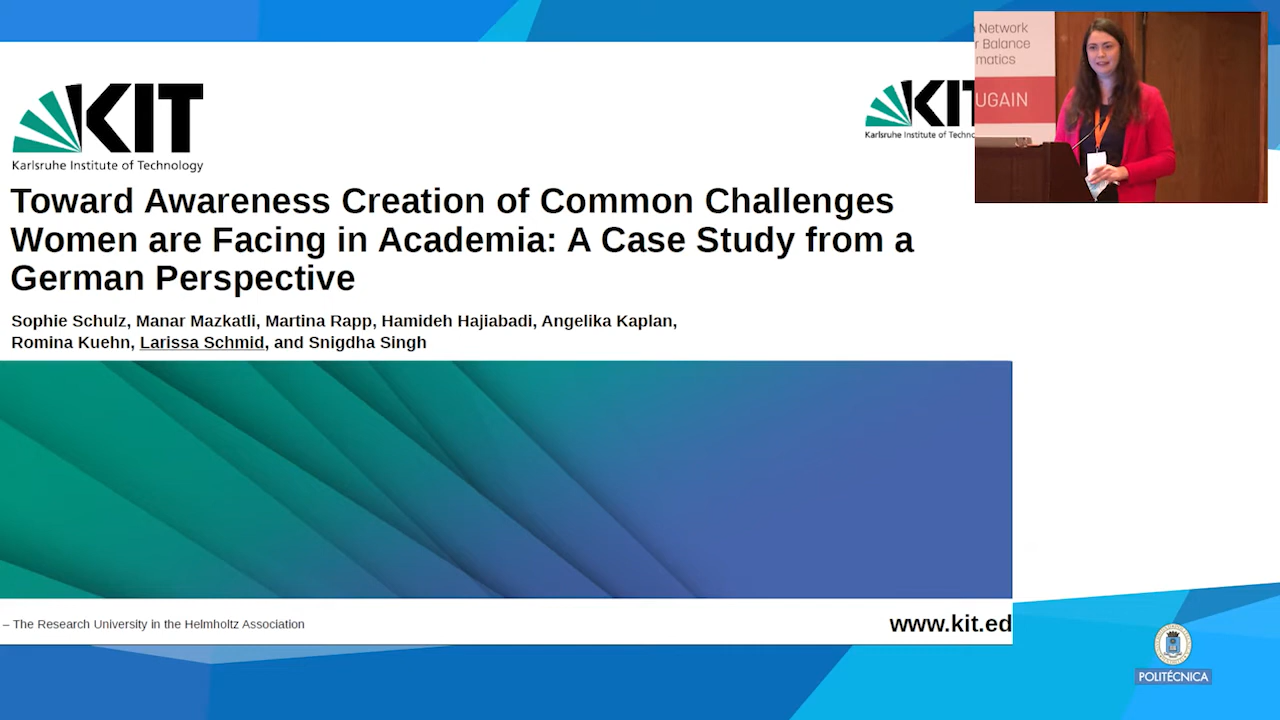 KIT
Karlsruhe Institute of Technology
KIT
Karlsruhe Institute of Techno
Network
Balance
matics
UGAIN
Toward Awareness Creation of Common Challenges
Women are Facing in Academia: A Case Study from a
German Perspective
Sophie Schulz, Manar Mazkatli, Martina Rapp, Hamideh Hajiabadi, Angelika Kaplan,
Romina Kuehn, Larissa Schmid, and Snigdha Singh
– The Research University in the Helmholtz Association
www.kit.ed
POLITÉCNICA